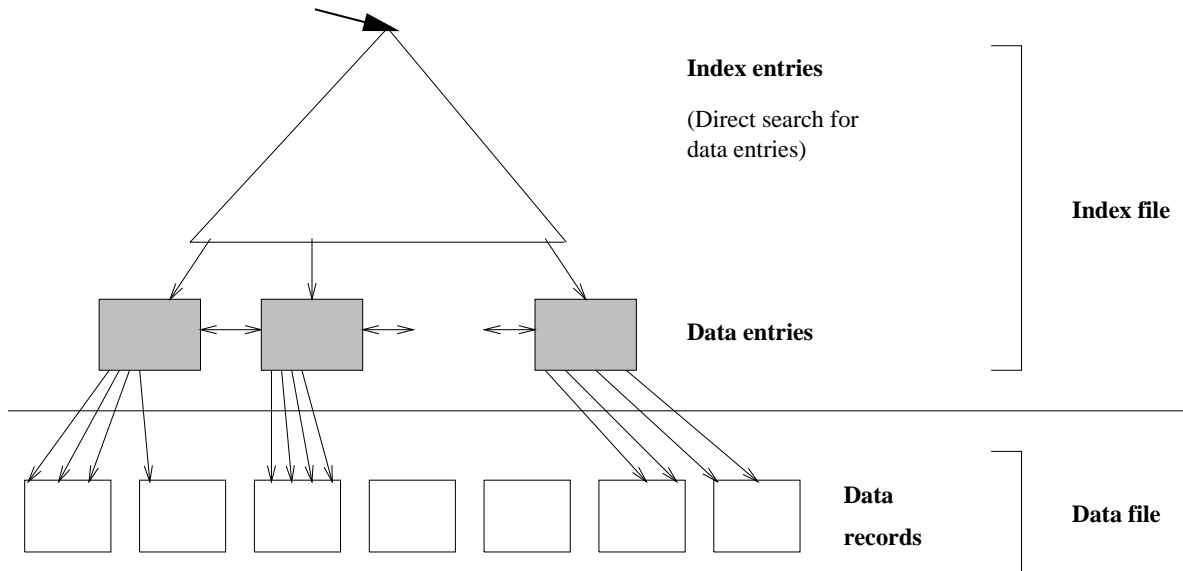 Index entries
(Direct search for
data entries)
Index file
Data entries
Data
records
Data file